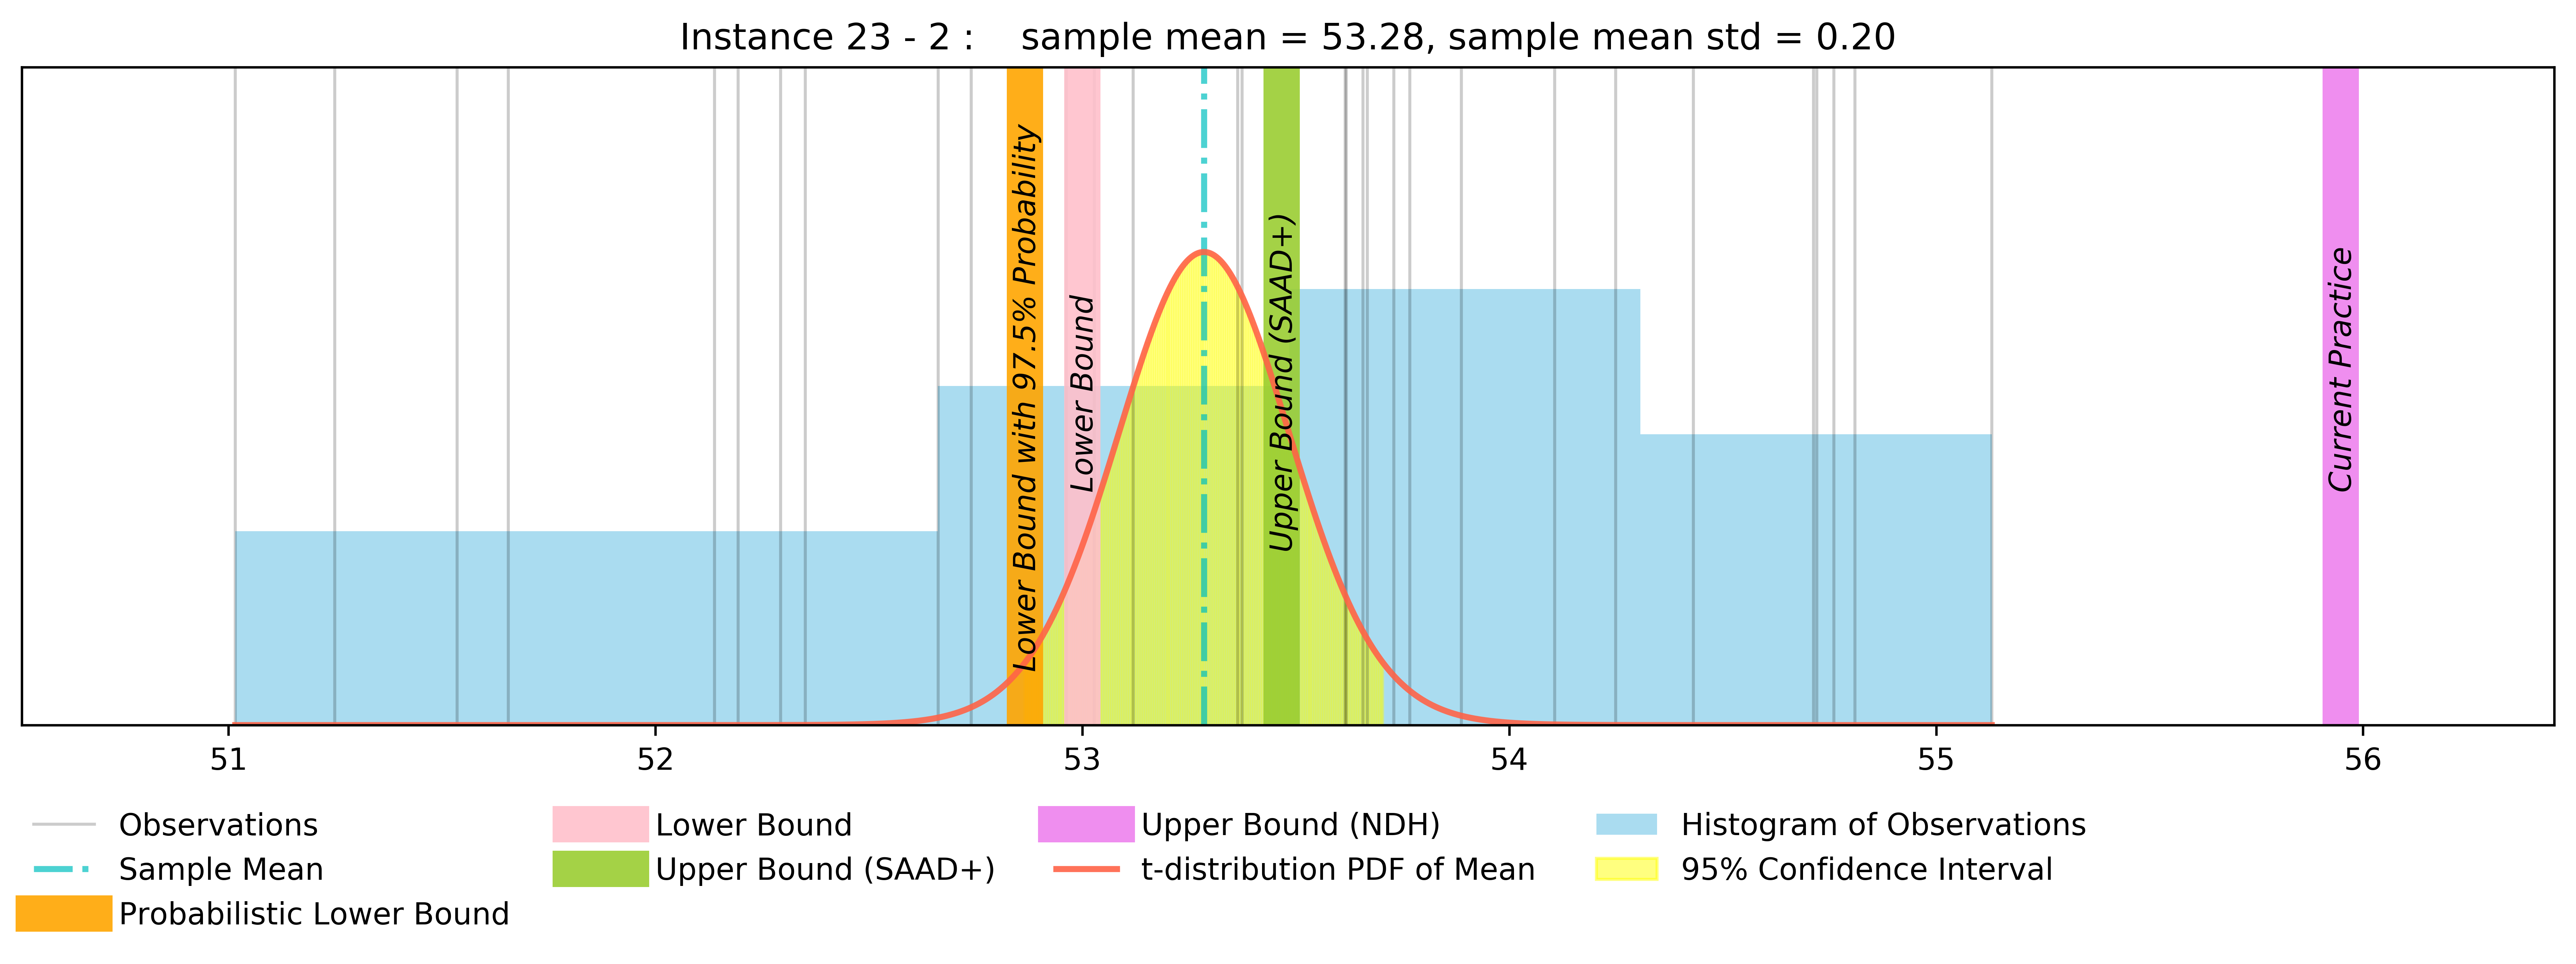 Instance 23 - 2 :    sample mean = 53.28, sample mean std = 0.20
Lower Bound with 97.5% Probability
Lower Bound
Upper Bound (SAAD+)
Current Practice
51 52 53 54 55 56
Observations
Sample Mean
Probabilistic Lower Bound
Lower Bound
Upper Bound (SAAD+)
Upper Bound (NDH)
t-distribution PDF of Mean
Histogram of Observations
95% Confidence Interval